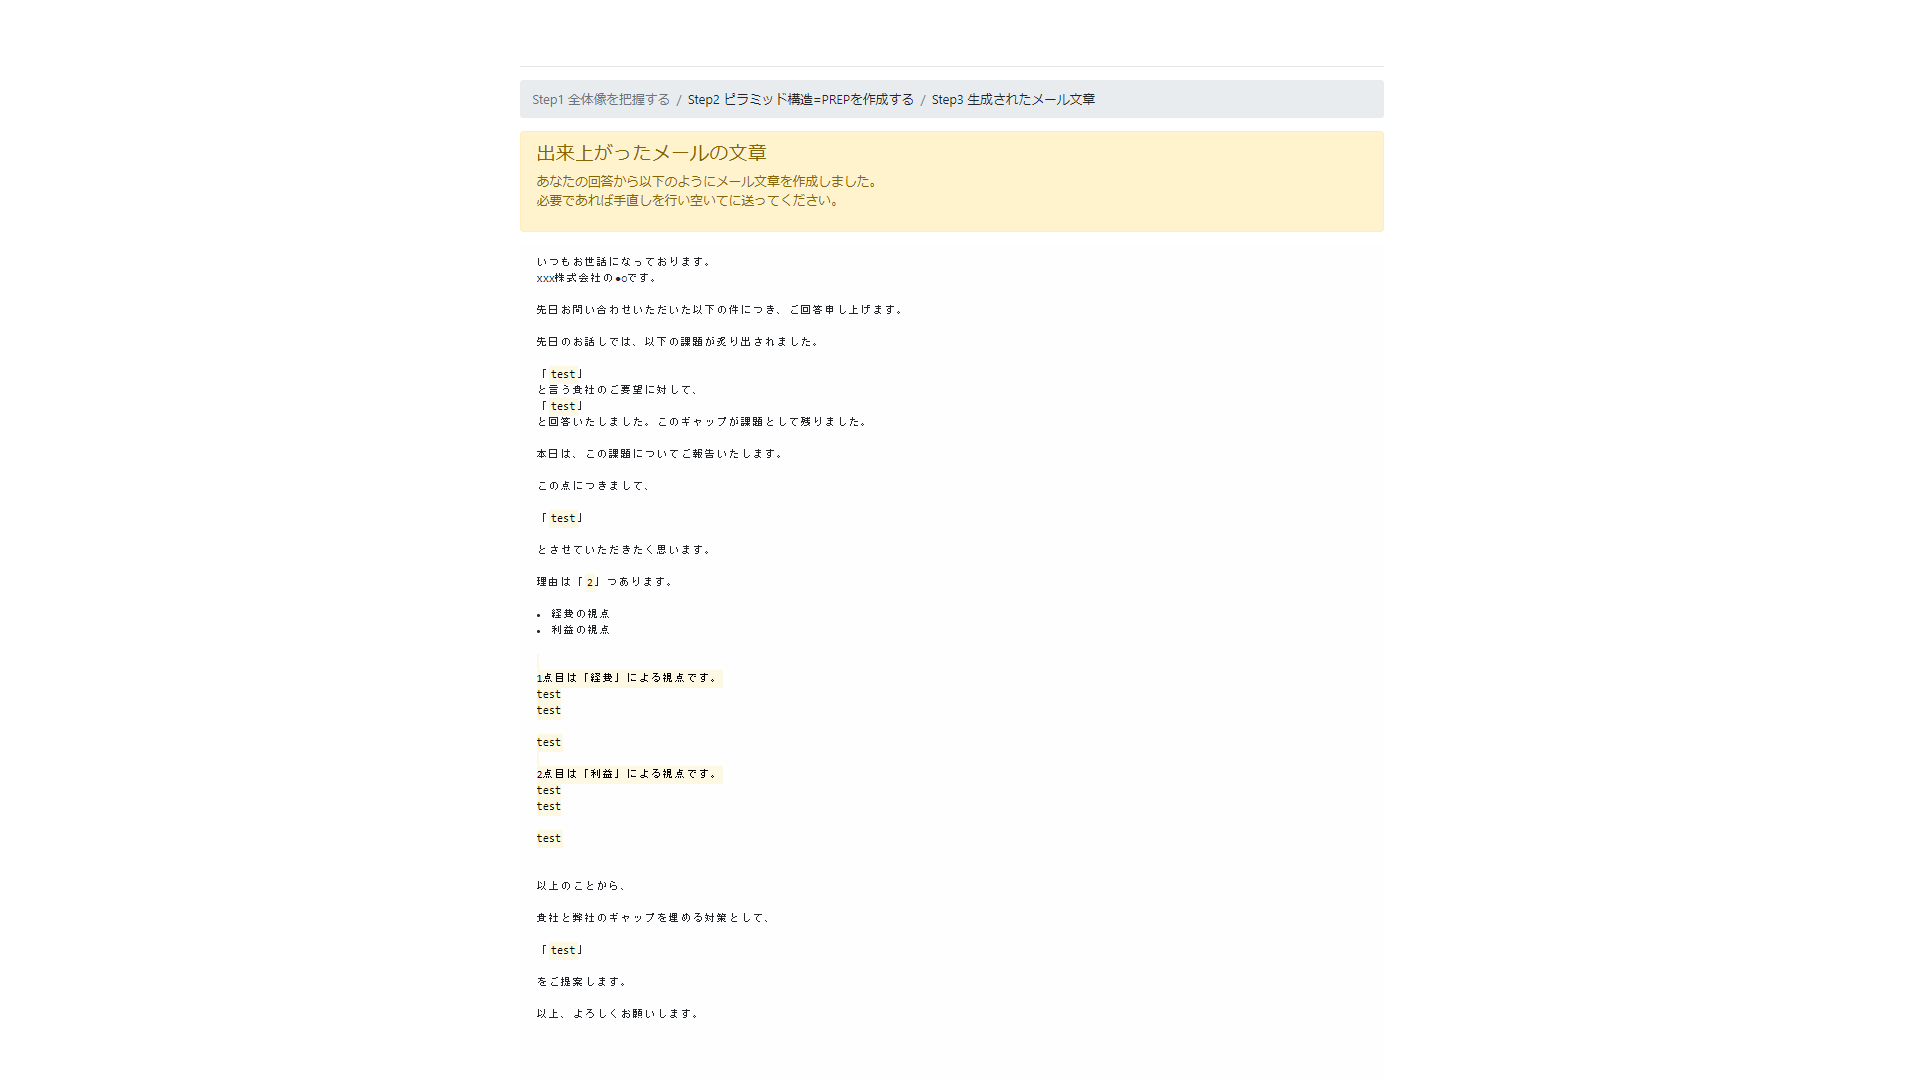 Step1 全体像を把握する / Step2 ピラミッド構造=PREPを作成する / Step3 生成されたメール文章
出来上がったメールの文章
あなたの回答から以下のようにメール文章を作成しました。
必要であれば手直しを行い空いてに送ってください。
いつもお世話になっております。
xxx株式会社の●○です。
先日お問い合わせいただいた以下の件につき、ご回答申し上げます。
先日のお話しでは、以下の課題が炙り出されました。
「test」
と言う貴社のご要望に対して、
「test」
と回答いたしました。このギャップが課題として残りました。
本日は、この課題についてご報告いたします。
この点につきまして、
「test」
とさせていただきたく思います。
理由は「2」つあります。
• 経費の視点
• 利益の視点
1点目は「経費」による視点です。
test
test
test
2点目は「利益」による視点です。
test
test
test
以上のことから、
貴社と弊社のギャップを埋める対策として、
「test」
をご提案します。
以上、よろしくお願いします。